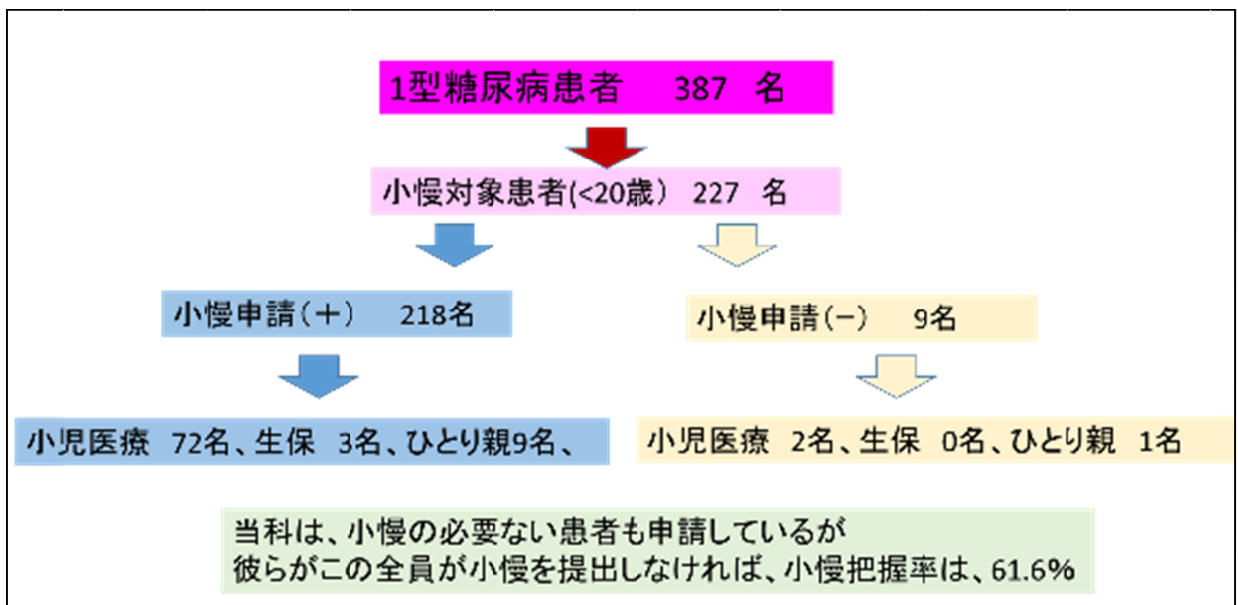 1型糖尿病患者 387 名
小慢対象患者(<20歳) 227 名
小慢申請(＋) 218名
小慢申請(－) 9名
小児医療 72名、生保 3名、ひとり親9名、
小児医療 2名、生保 0名、ひとり親 1名
当科は、小慢の必要ない患者も申請しているが
彼らがこの全員が小慢を提出しなければ、小慢把握率は、61.6%